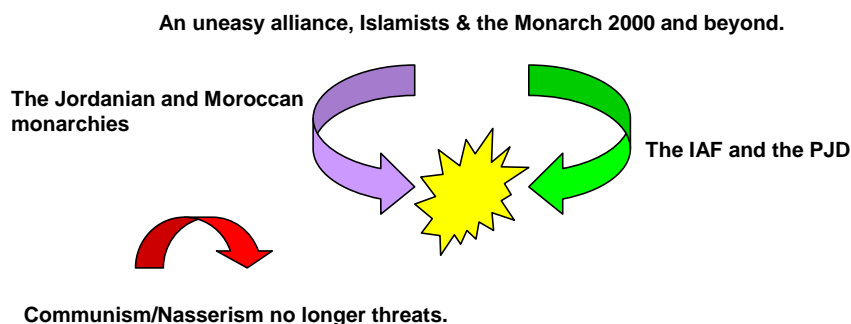 An uneasy alliance, Islamists & the Monarch 2000 and beyond.
The Jordanian and Moroccan
monarchies
The IAF and the PJD
Communism/Nasserism no longer threats.